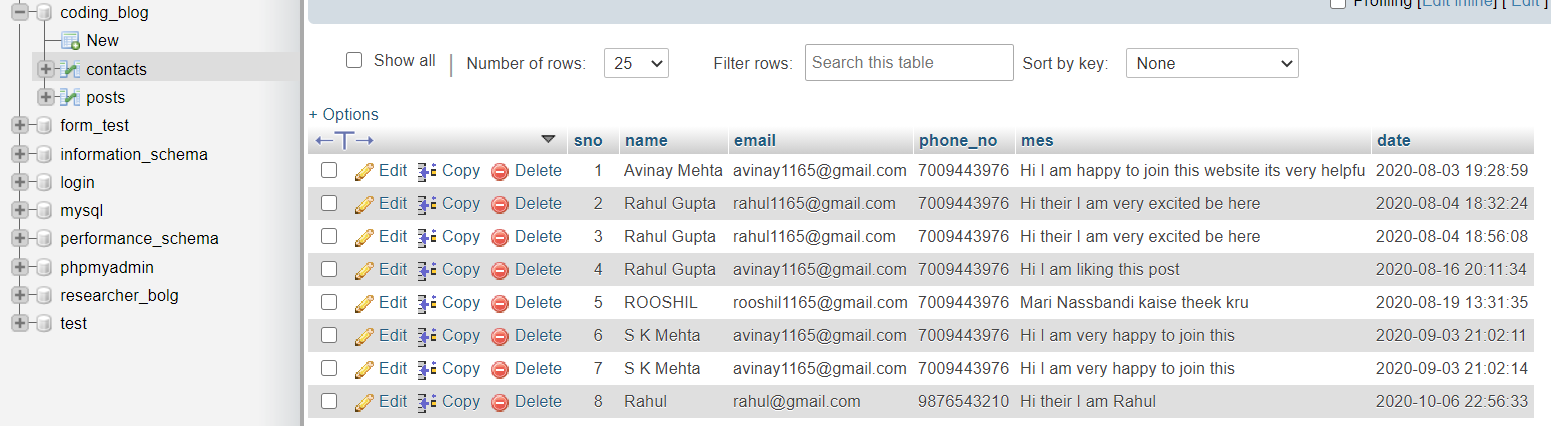 coding_blog
New
contacts
posts
form_test
information_schema
login
mysql
performance_schema
phpmyadmin
researcher_bolg
test
Profiling [Edit inline] [ Edit ]
Show all | Number of rows: 25 Filter rows: Search this table Sort by key: None
+ Options
←T→ sno name email phone_no mes date
Edit Copy Delete 1 Avinay Mehta avinay1165@gmail.com 7009443976 Hi I am happy to join this website its very helpfu 2020-08-03 19:28:59
Edit Copy Delete 2 Rahul Gupta rahul1165@gmail.com 7009443976 Hi their I am very excited be here 2020-08-04 18:32:24
Edit Copy Delete 3 Rahul Gupta rahul1165@gmail.com 7009443976 Hi their I am very excited be here 2020-08-04 18:56:08
Edit Copy Delete 4 Rahul Gupta avinay1165@gmail.com 7009443976 Hi I am liking this post 2020-08-16 20:11:34
Edit Copy Delete 5 ROOSHIL rooshil1165@gmail.com 7009443976 Mari Nassbandi kaise theek kru 2020-08-19 13:31:35
Edit Copy Delete 6 S K Mehta avinay1165@gmail.com 7009443976 Hi I am very happy to join this 2020-09-03 21:02:11
Edit Copy Delete 7 S K Mehta avinay1165@gmail.com 7009443976 Hi I am very happy to join this 2020-09-03 21:02:14
Edit Copy Delete 8 Rahul rahul@gmail.com 9876543210 Hi their I am Rahul 2020-10-06 22:56:33